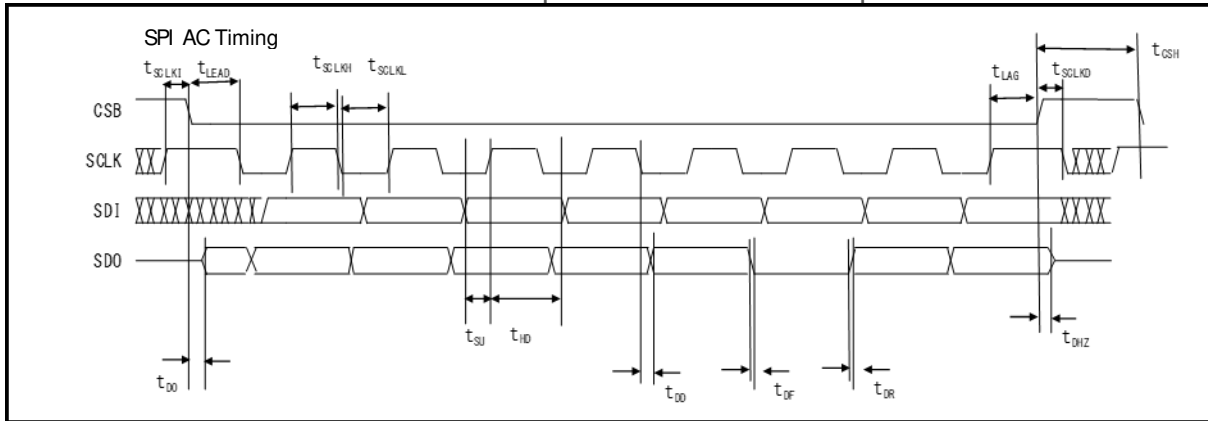 SPI AC Timing
tSCLKI tLEAD tSCLKH tSCLKL tLAG tSCLKD tCSH
CSB
SCLK
SDI
SDO
tSU tHD tDHZ
tDO tDD tDF tDR